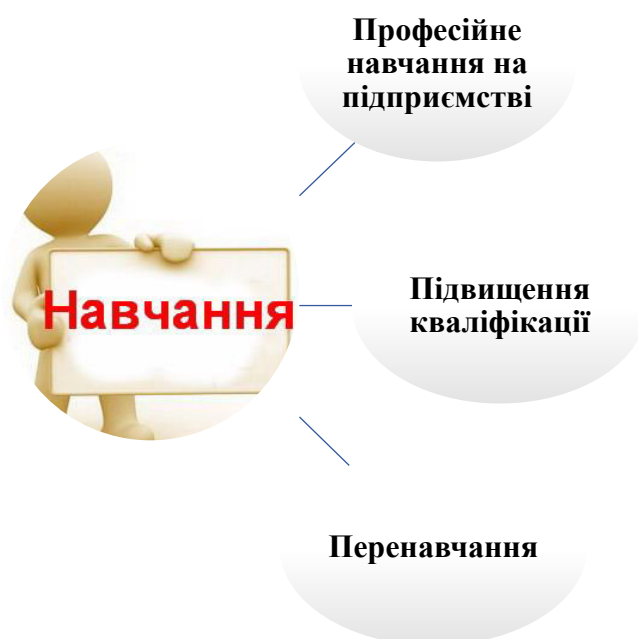 Професійне
навчання на
підприємстві
Навчання
Підвищення
кваліфікації
Перенавчання